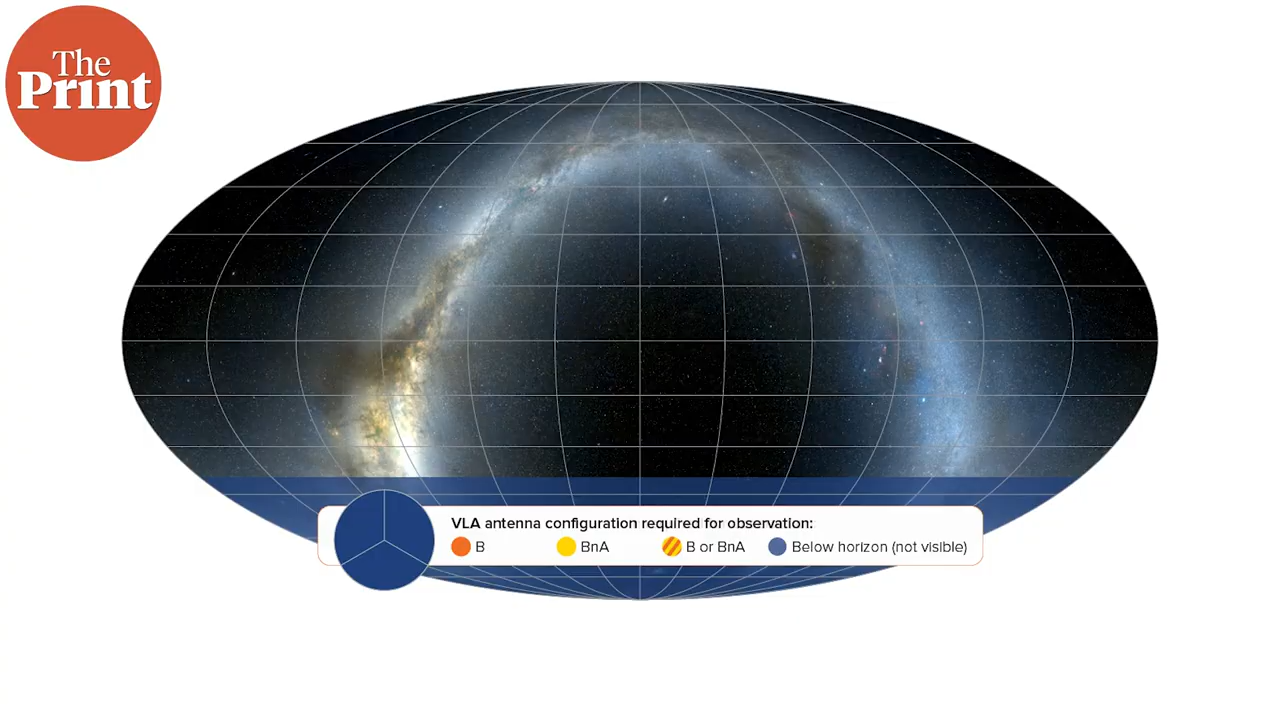 The
Print
VLA antenna configuration required for observation:
B BnA B or BnA Below horizon (not visible)